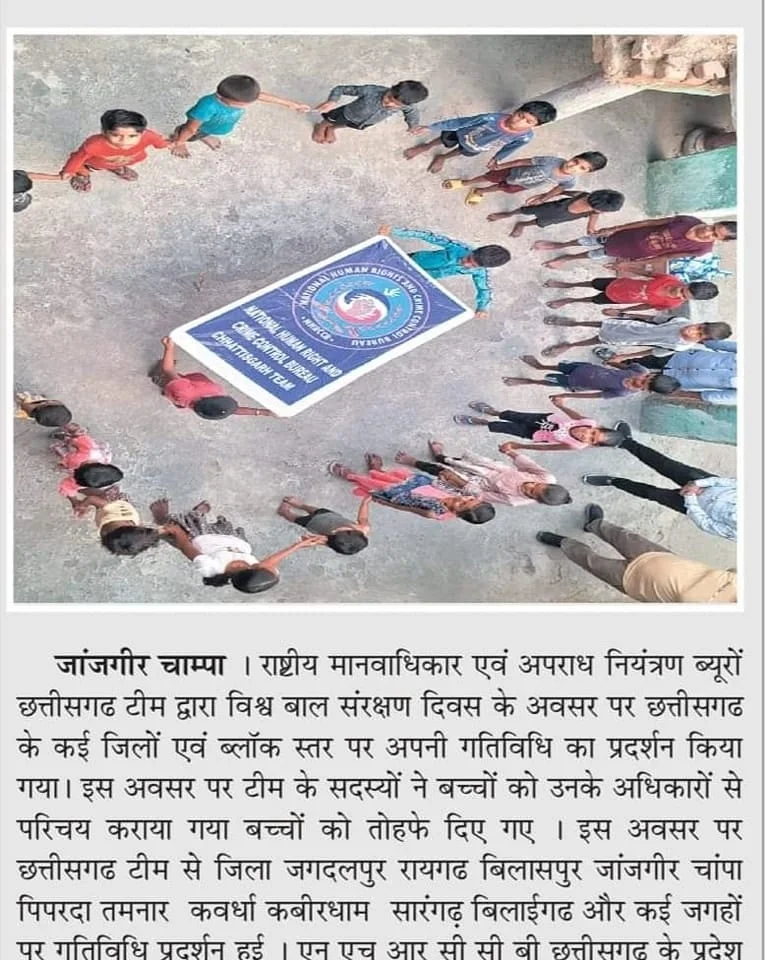 NATIONAL HUMAN RIGHTS AND CRIME CONTROL BUREAU
NHRCCB
NATIONAL HUMAN RIGHT AND
CRIME CONTROL BUREAU
CHHATTISGARH TEAM
जांजगीर चाम्पा । राष्ट्रीय मानवाधिकार एवं अपराध नियंत्रण ब्यूरों
छत्तीसगढ टीम द्वारा विश्व बाल संरक्षण दिवस के अवसर पर छत्तीसगढ
के कई जिलों एवं ब्लॉक स्तर पर अपनी गतिविधि का प्रदर्शन किया
गया। इस अवसर पर टीम के सदस्यों ने बच्चों को उनके अधिकारों से
परिचय कराया गया बच्चों को तोहफे दिए गए । इस अवसर पर
छत्तीसगढ टीम से जिला जगदलपुर रायगढ बिलासपुर जांजगीर चांपा
पिपरदा तमनार कवर्धा कबीरधाम सारंगढ़ बिलाईगढ और कई जगहों
पर गतिविधि प्रदर्शन हुई । एन एच आर सी सी बी छत्तीसगढ के प्रदेश